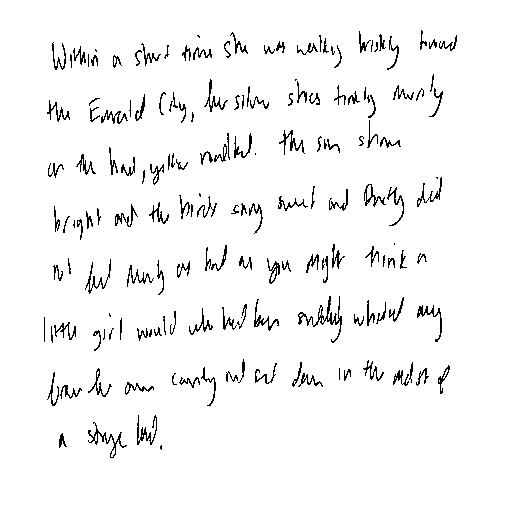 Within a short time she was walking briskly toward
the Emerald City, her silver shoes tinkling merrily
on the hard, yellow roadbed. The sun shone
bright and the birds sang sweet and Dorothy did
not feel nearly as bad as you might think a
little girl would who had been suddenly whisked away
from her own country and set down in the midst of
a strange land.